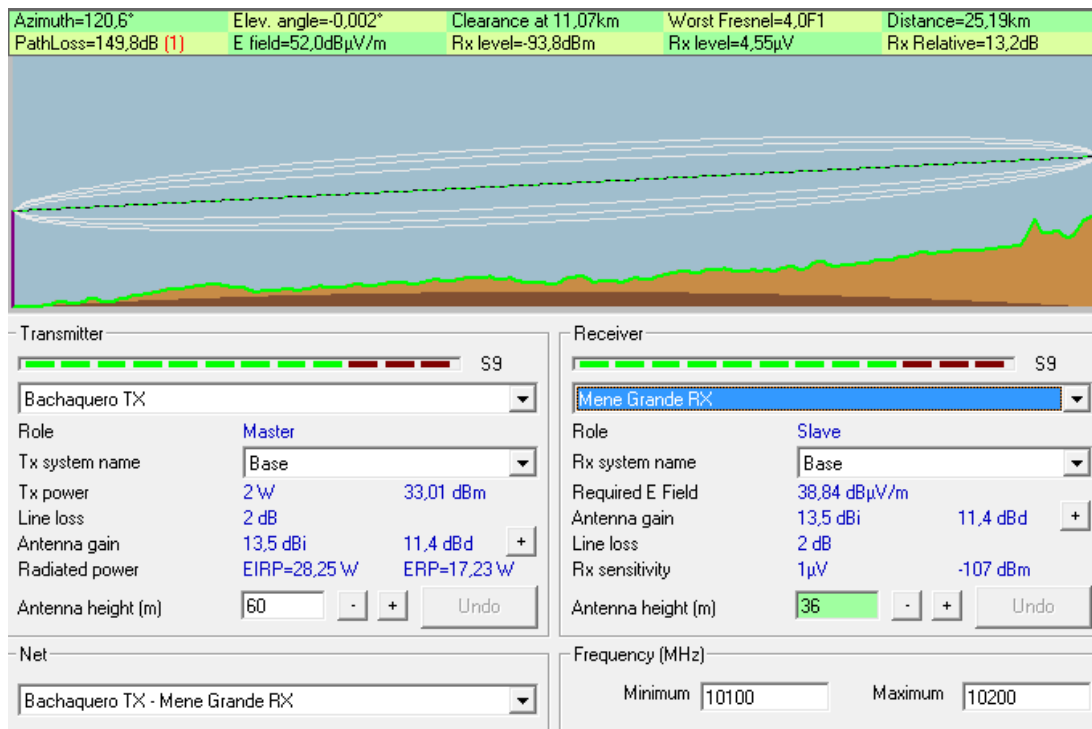 Azimuth=120,6° Elev. angle=-0,002° Clearance at 11,07km Worst Fresnel=4,0F1 Distance=25,19km
PathLoss=149,8dB (1) E field=52,0dBµV/m Rx level=-93,8dBm Rx level=4,55µV Rx Relative=13,2dB
Transmitter
S9
Bachaquero TX
Role Master
Tx system name Base
Tx power 2 W 33,01 dBm
Line loss 2 dB
Antenna gain 13,5 dBi 11,4 dBd +
Radiated power EIRP=28,25 W ERP=17,23 W
Antenna height (m) 60 - + Undo
Net
Bachaquero TX - Mene Grande RX
Receiver
S9
Mene Grande RX
Role Slave
Rx system name Base
Required E Field 38,84 dBµV/m
Antenna gain 13,5 dBi 11,4 dBd +
Line loss 2 dB
Rx sensitivity 1µV -107 dBm
Antenna height (m) 36 - + Undo
Frequency (MHz)
Minimum 10100 Maximum 10200